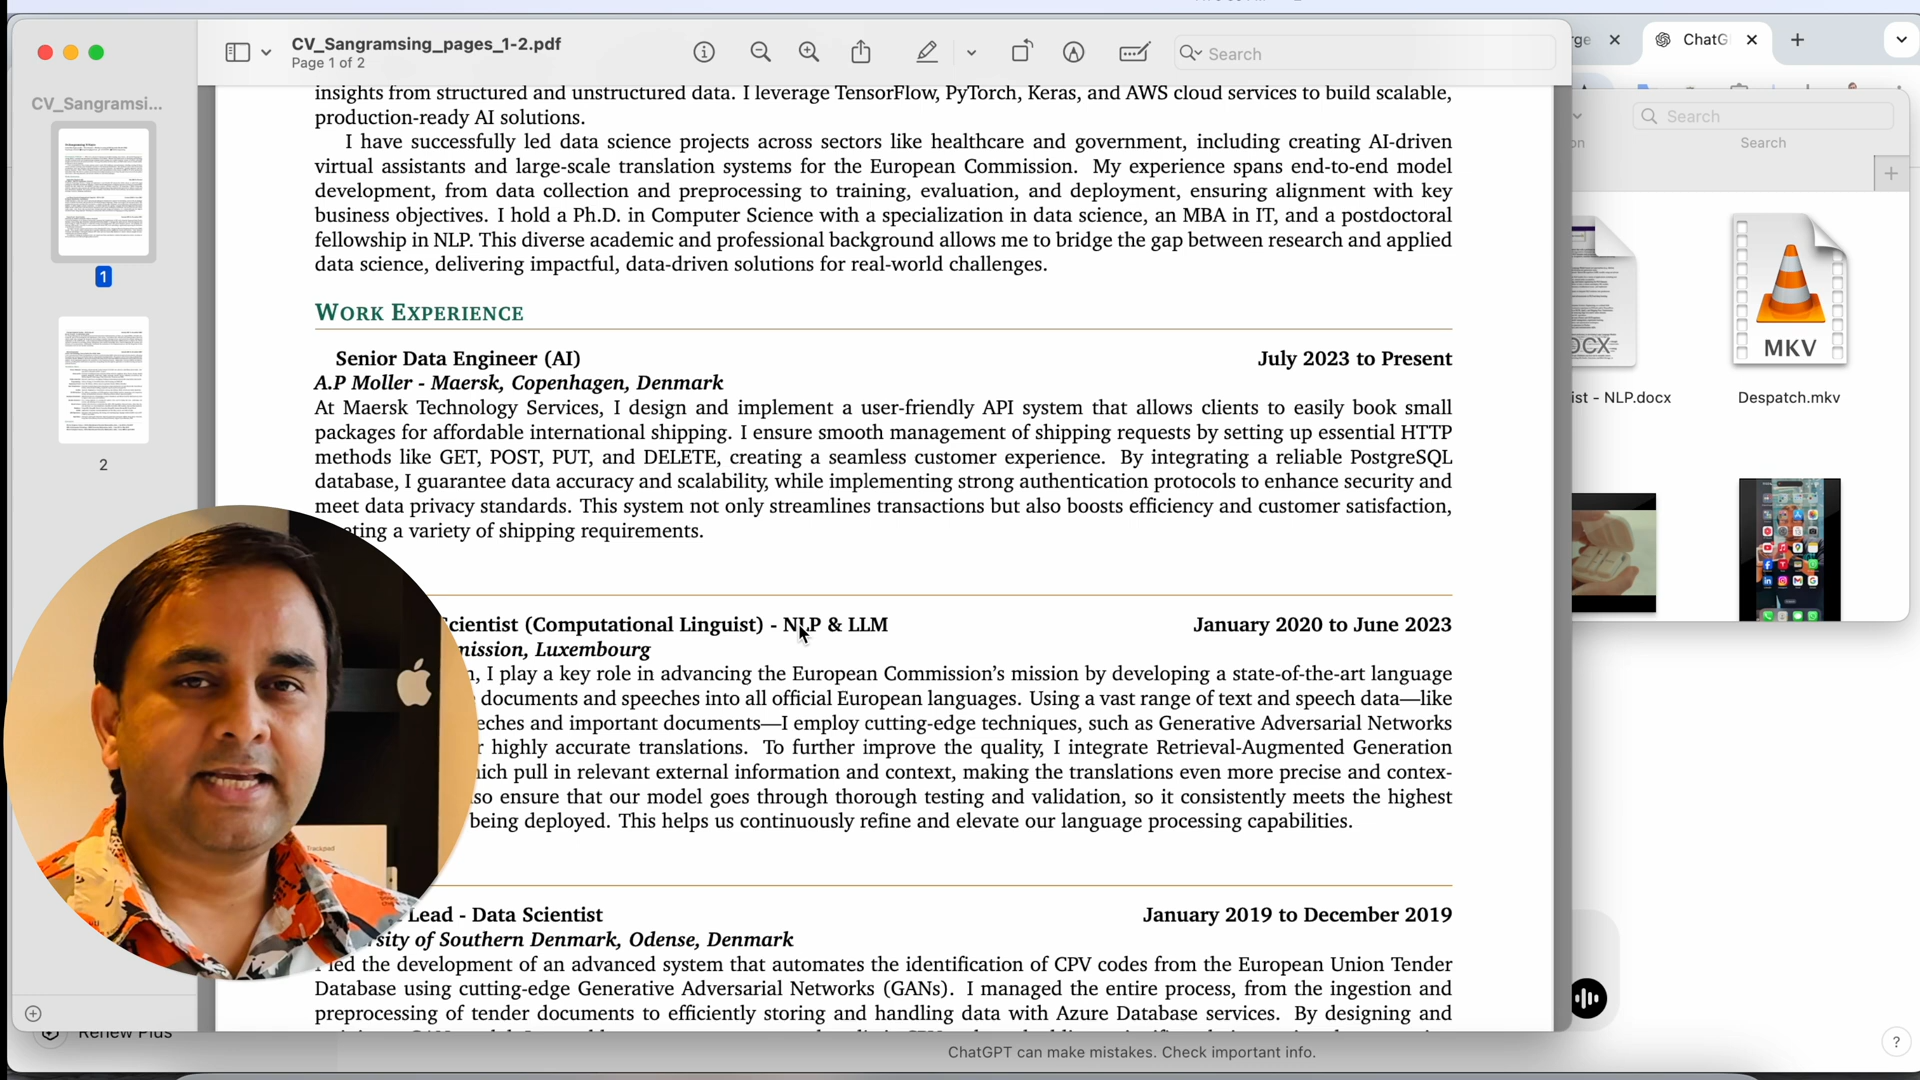 CV_Sangramsing_pages_1-2.pdf
Page 1 of 2
Search
ChatG
CV_Sangramsi...
1
2
insights from structured and unstructured data. I leverage TensorFlow, PyTorch, Keras, and AWS cloud services to build scalable,
production-ready AI solutions.
I have successfully led data science projects across sectors like healthcare and government, including creating AI-driven
virtual assistants and large-scale translation systems for the European Commission. My experience spans end-to-end model
development, from data collection and preprocessing to training, evaluation, and deployment, ensuring alignment with key
business objectives. I hold a Ph.D. in Computer Science with a specialization in data science, an MBA in IT, and a postdoctoral
fellowship in NLP. This diverse academic and professional background allows me to bridge the gap between research and applied
data science, delivering impactful, data-driven solutions for real-world challenges.
WORK EXPERIENCE
Senior Data Engineer (AI) July 2023 to Present
A.P Moller - Maersk, Copenhagen, Denmark
At Maersk Technology Services, I design and implement a user-friendly API system that allows clients to easily book small
packages for affordable international shipping. I ensure smooth management of shipping requests by setting up essential HTTP
methods like GET, POST, PUT, and DELETE, creating a seamless customer experience. By integrating a reliable PostgreSQL
database, I guarantee data accuracy and scalability, while implementing strong authentication protocols to enhance security and
meet data privacy standards. This system not only streamlines transactions but also boosts efficiency and customer satisfaction,
a variety of shipping requirements.
cientist (Computational Linguist) - NLP & LLM January 2020 to June 2023
mission, Luxembourg
, I play a key role in advancing the European Commission's mission by developing a state-of-the-art language
documents and speeches into all official European languages. Using a vast range of text and speech data—like
eches and important documents—I employ cutting-edge techniques, such as Generative Adversarial Networks
highly accurate translations. To further improve the quality, I integrate Retrieval-Augmented Generation
ich pull in relevant external information and context, making the translations even more precise and contex-
so ensure that our model goes through thorough testing and validation, so it consistently meets the highest
being deployed. This helps us continuously refine and elevate our language processing capabilities.
Lead - Data Scientist January 2019 to December 2019
sity of Southern Denmark, Odense, Denmark
led the development of an advanced system that automates the identification of CPV codes from the European Union Tender
Database using cutting-edge Generative Adversarial Networks (GANs). I managed the entire process, from the ingestion and
preprocessing of tender documents to efficiently storing and handling data with Azure Database services. By designing and
Search
Search
DOCX
MKV
ist - NLP.docx
Despatch.mkv
Trackpad
Renew Plus
ChatGPT can make mistakes. Check important info.
?